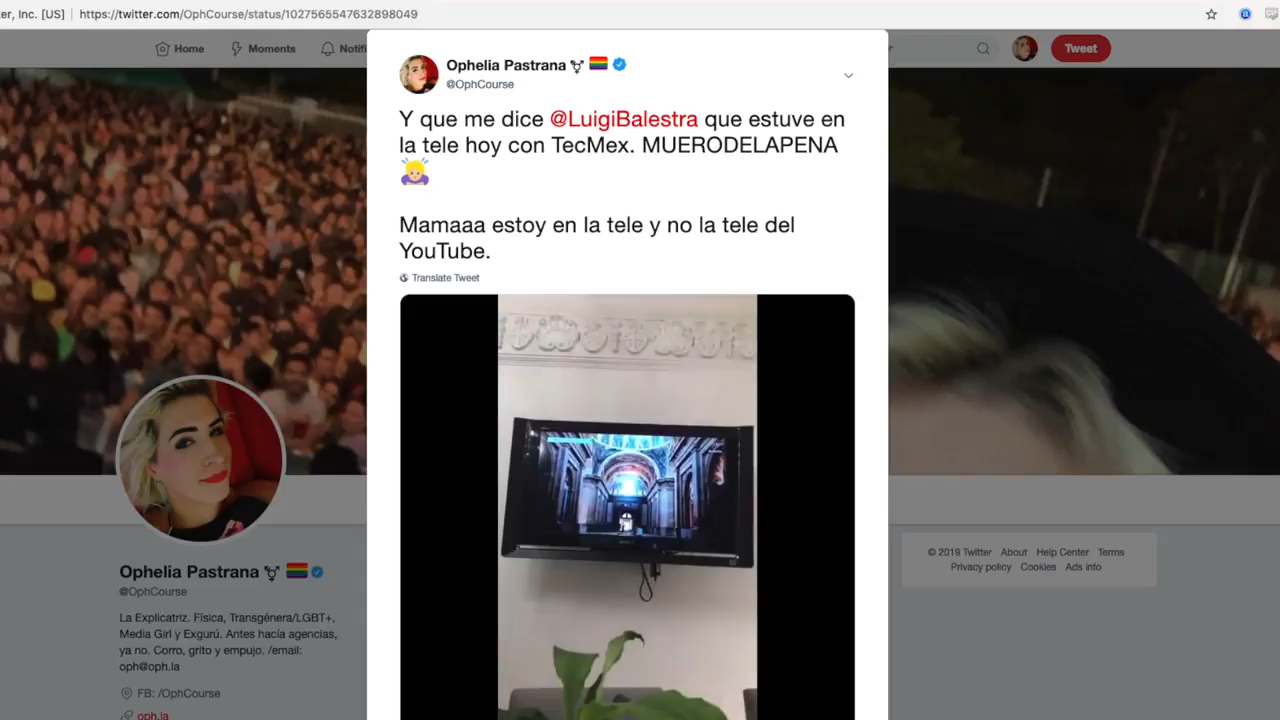 er, Inc. [US]
https://twitter.com/OphCourse/status/1027565547632898049
Home
Moments
Notifi
r
Tweet
Ophelia Pastrana ⚧ 🏳️‍🌈
@OphCourse
Y que me dice @LuigiBalestra que estuve en
la tele hoy con TecMex. MUERODELAPENA
🙇🏼‍♀️
Mamaaa estoy en la tele y no la tele del
YouTube.
Translate Tweet
Ophelia Pastrana ⚧ 🏳️‍🌈
@OphCourse
La Explicatriz. Física, Transgénera/LGBT+,
Media Girl y Exgurú. Antes hacía agencias,
ya no. Corro, grito y empujo. /email:
oph@oph.la
FB: /OphCourse
oph.la
© 2019 Twitter About Help Center Terms
Privacy policy Cookies Ads info